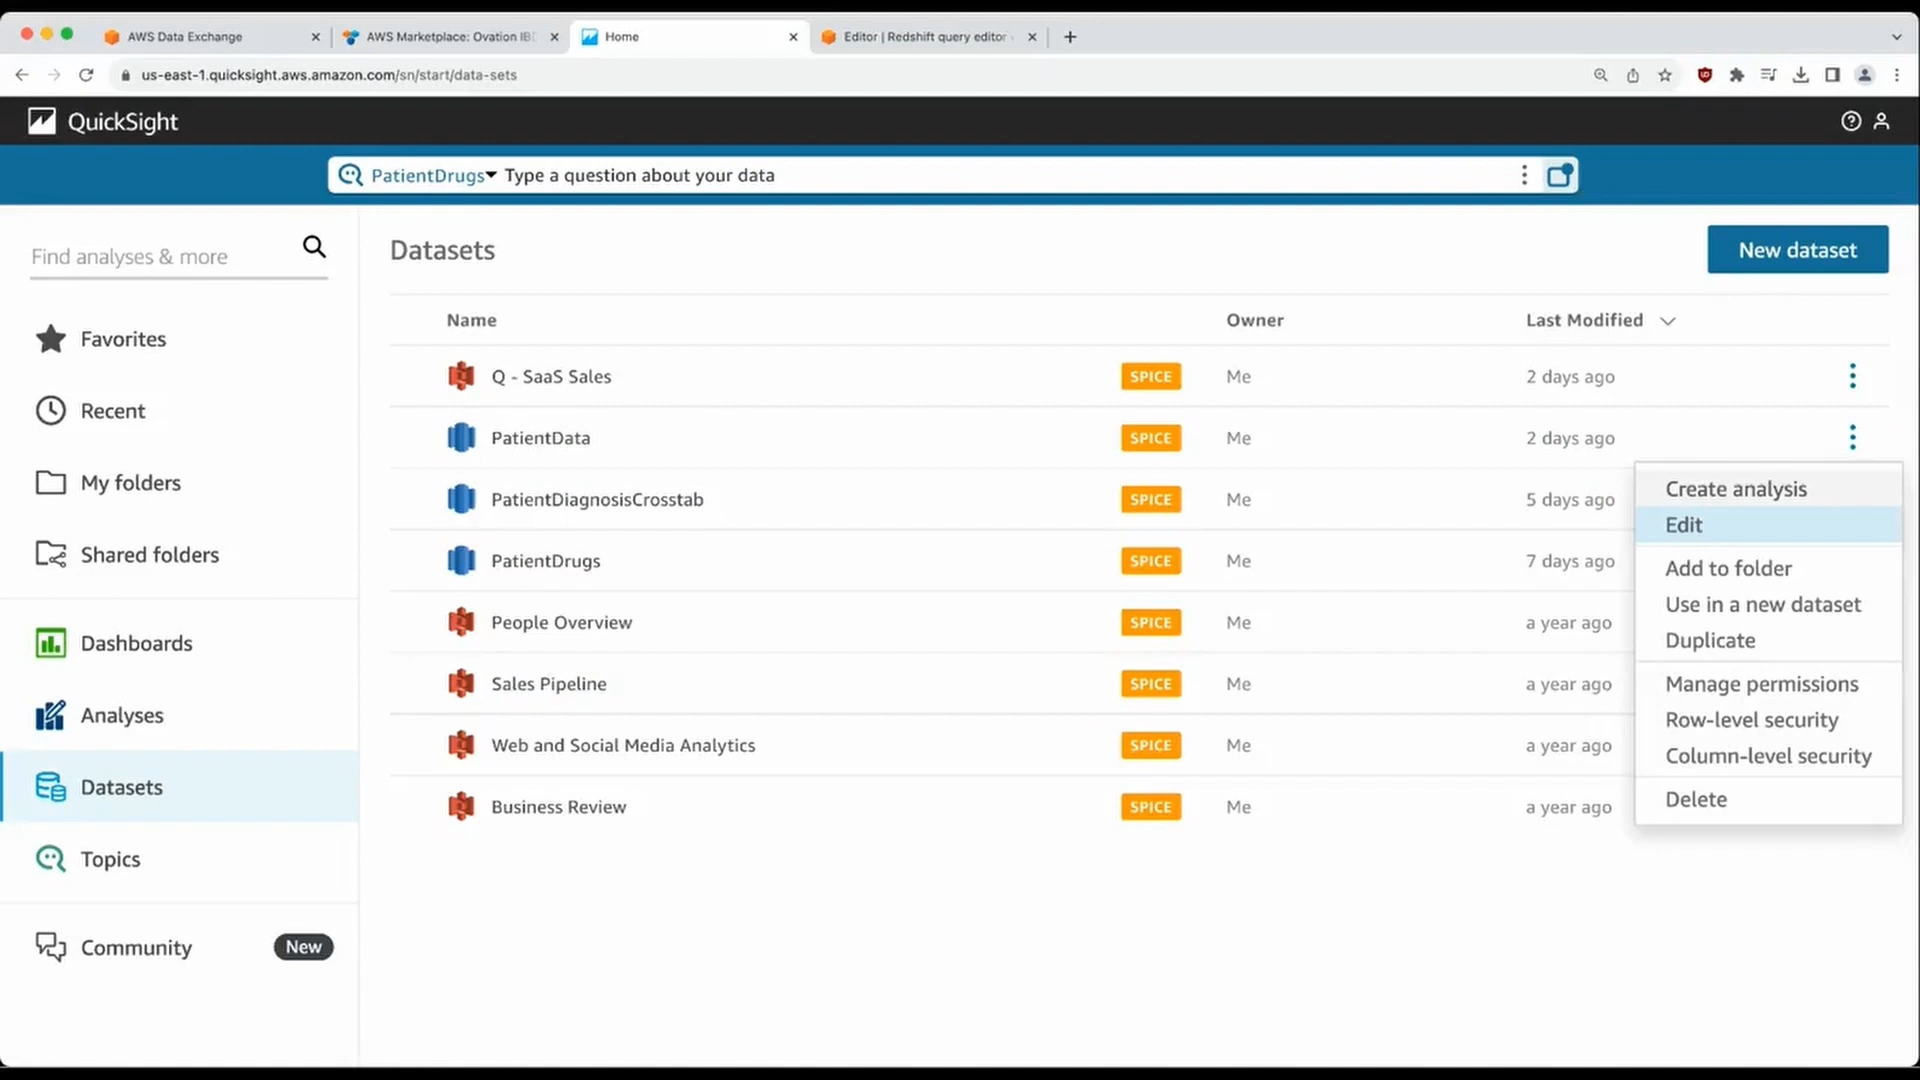 AWS Data Exchange
AWS Marketplace: Ovation IBD
Home
Editor | Redshift query editor
us-east-1.quicksight.aws.amazon.com/sn/start/data-sets
QuickSight
PatientDrugs Type a question about your data
Find analyses & more
Favorites
Recent
My folders
Shared folders
Dashboards
Analyses
Datasets
Topics
Community New
Datasets
New dataset
Name Owner Last Modified
Q - SaaS Sales SPICE Me 2 days ago
PatientData SPICE Me 2 days ago
PatientDiagnosisCrosstab SPICE Me 5 days ago
PatientDrugs SPICE Me 7 days ago
People Overview SPICE Me a year ago
Sales Pipeline SPICE Me a year ago
Web and Social Media Analytics SPICE Me a year ago
Business Review SPICE Me a year ago
Create analysis
Edit
Add to folder
Use in a new dataset
Duplicate
Manage permissions
Row-level security
Column-level security
Delete